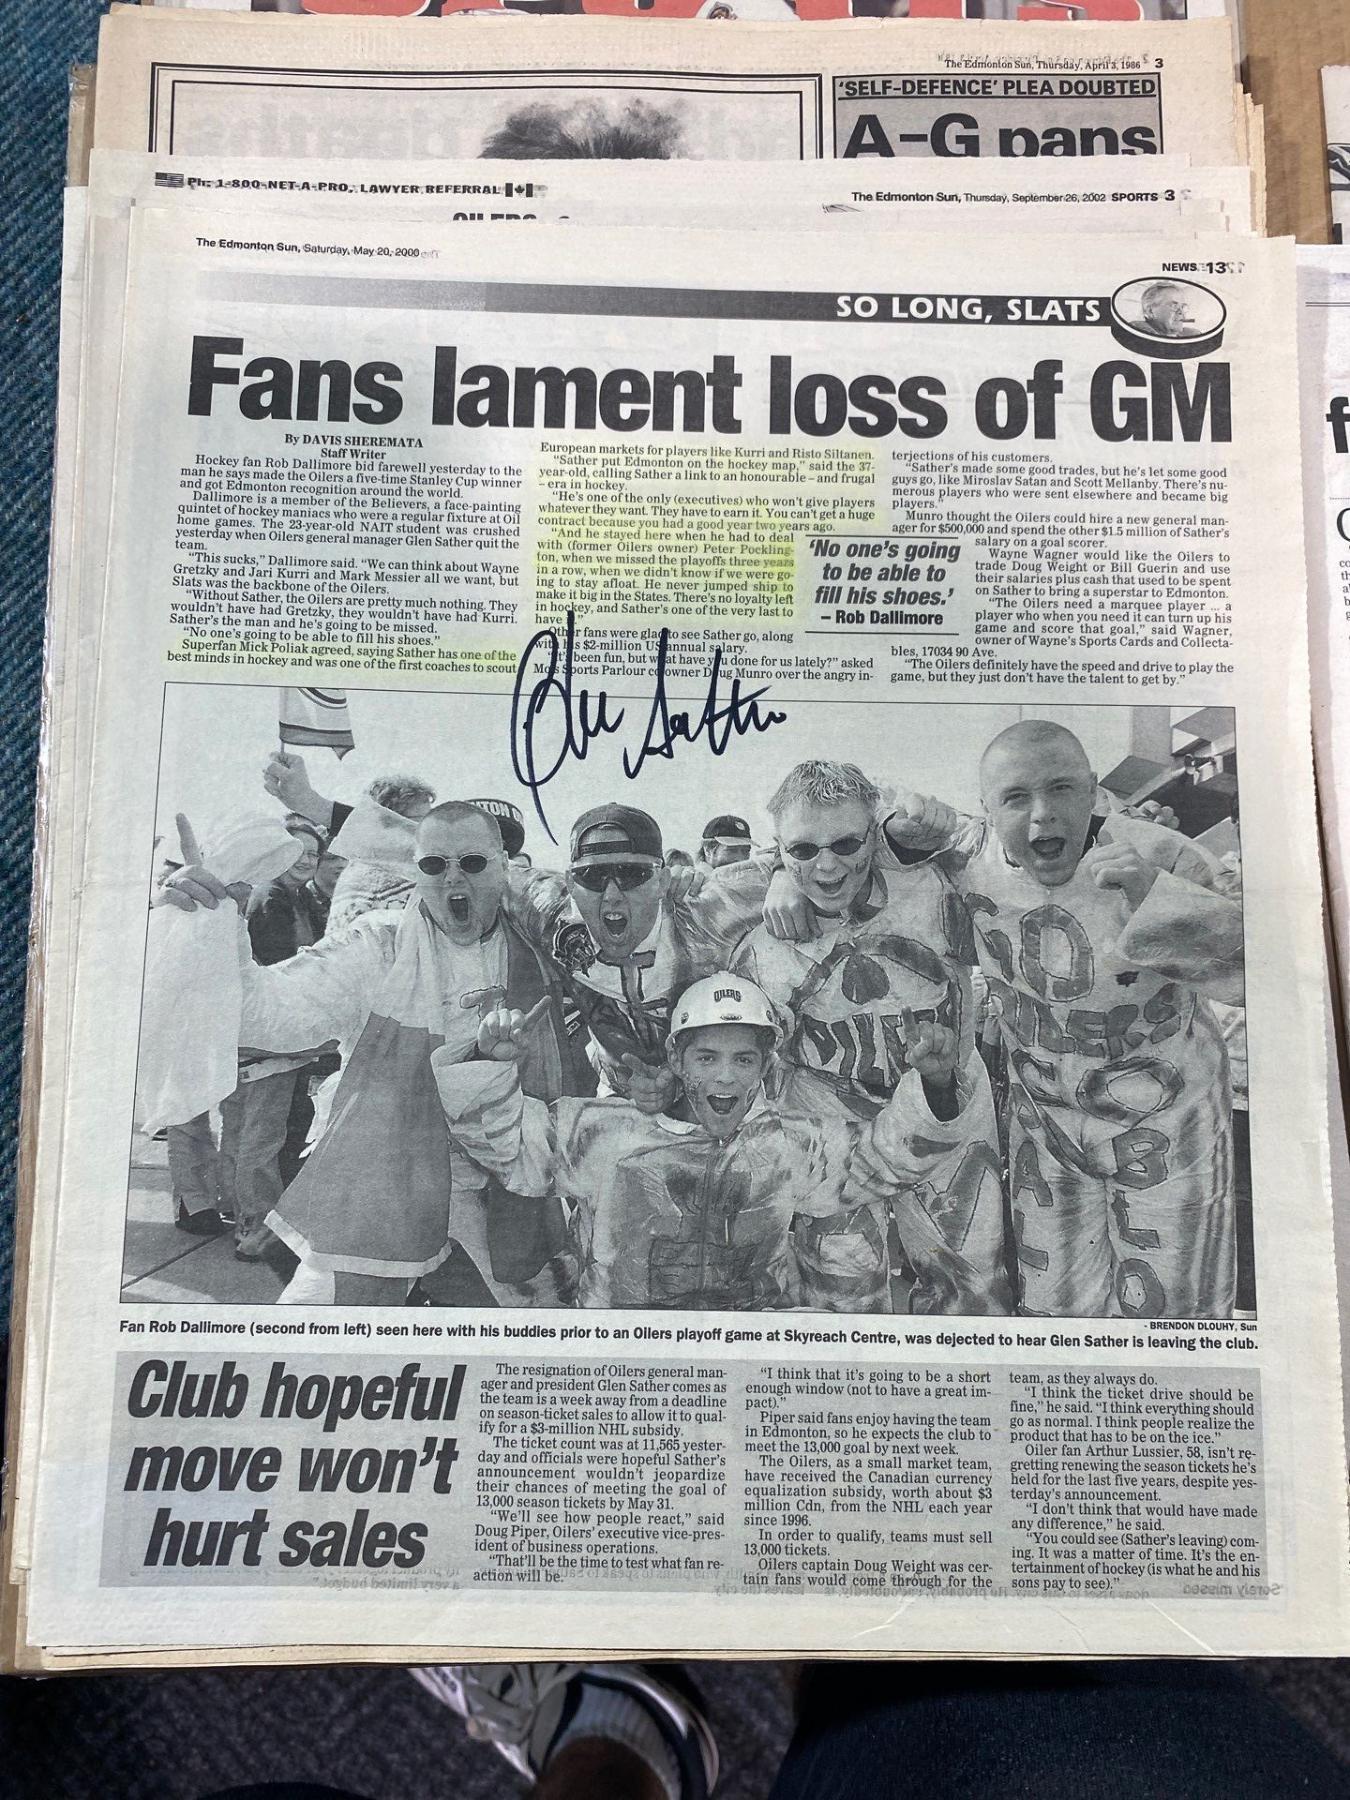 The Edmonton Sun, Thursday, April 3, 1986 3
'SELF-DEFENCE' PLEA DOUBTED
A-G pans
Ph: 1-800-NET-A-PRO, LAWYER REFERRAL
The Edmonton Sun, Thursday, September 26, 2002 SPORTS 3
OILERS
The Edmonton Sun, Saturday, May 20, 2000
NEWS 13
SO LONG, SLATS
Fans lament loss of GM
By DAVIS SHEREMATA
Staff Writer
Hockey fan Rob Dallimore bid farewell yesterday to the
man he says made the Oilers a five-time Stanley Cup winner
and got Edmonton recognition around the world.
Dallimore is a member of the Believers, a face-painting
quintet of hockey maniacs who were a regular fixture at Oil
home games. The 23-year-old NAIT student was crushed
yesterday when Oilers general manager Glen Sather quit the
team.
"This sucks," Dallimore said. "We can think about Wayne
Gretzky and Jari Kurri and Mark Messier all we want, but
Slats was the backbone of the Oilers.
"Without Sather, the Oilers are pretty much nothing. They
wouldn't have had Gretzky, they wouldn't have had Kurri.
Sather's the man and he's going to be missed.
"No one's going to be able to fill his shoes."
Superfan Mick Poliak agreed, saying Sather has one of the
best minds in hockey and was one of the first coaches to scout
European markets for players like Kurri and Risto Siltanen.
"Sather put Edmonton on the hockey map," said the 37-
year-old, calling Sather a link to an honourable – and frugal
– era in hockey.
"He's one of the only (executives) who won't give players
whatever they want. They have to earn it. You can't get a huge
contract because you had a good year two years ago.
"And he stayed here when he had to deal
with (former Oilers owner) Peter Pockling-
ton, when we missed the playoffs three years
in a row, when we didn't know if we were go-
ing to stay afloat. He never jumped ship to
make it big in the States. There's no loyalty left
in hockey, and Sather's one of the very last to
have it."
Other fans were glad to see Sather go, along
with his $2-million US annual salary.
"It's been fun, but what have you done for us lately?" asked
Mo's Sports Parlour co-owner Doug Munro over the angry in-
terjections of his customers.
"Sather's made some good trades, but he's let some good
guys go, like Miroslav Satan and Scott Mellanby. There's nu-
merous players who were sent elsewhere and became big
players."
Munro thought the Oilers could hire a new general man-
ager for $500,000 and spend the other $1.5 million of Sather's
salary on a goal scorer.
Wayne Wagner would like the Oilers to
trade Doug Weight or Bill Guerin and use
their salaries plus cash that used to be spent
on Sather to bring a superstar to Edmonton.
"The Oilers need a marquee player ... a
player who when you need it can turn up his
game and score that goal," said Wagner,
owner of Wayne's Sports Cards and Collecta-
bles, 17034 90 Ave.
"The Oilers definitely have the speed and drive to play the
game, but they just don't have the talent to get by."
'No one's going
to be able to
fill his shoes.'
– Rob Dallimore
Glen Sather
OILERS
GO
OILERS
GO
BLO
- BRENDON DLOUHY, Sun
Fan Rob Dallimore (second from left) seen here with his buddies prior to an Oilers playoff game at Skyreach Centre, was dejected to hear Glen Sather is leaving the club.
Club hopeful
move won't
hurt sales
The resignation of Oilers general man-
ager and president Glen Sather comes as
the team is a week away from a deadline
on season-ticket sales to allow it to qual-
ify for a $3-million NHL subsidy.
The ticket count was at 11,565 yester-
day and officials were hopeful Sather's
announcement wouldn't jeopardize
their chances of meeting the goal of
13,000 season tickets by May 31.
"We'll see how people react," said
Doug Piper, Oilers' executive vice-pres-
ident of business operations.
"That'll be the time to test what fan re-
action will be.
"I think that it's going to be a short
enough window (not to have a great im-
pact)."
Piper said fans enjoy having the team
in Edmonton, so he expects the club to
meet the 13,000 goal by next week.
The Oilers, as a small market team,
have received the Canadian currency
equalization subsidy, worth about $3
million Cdn, from the NHL each year
since 1996.
In order to qualify, teams must sell
13,000 tickets.
Oilers captain Doug Weight was cer-
tain fans would come through for the
team, as they always do.
"I think the ticket drive should be
fine," he said. "I think everything should
go as normal. I think people realize the
product that has to be on the ice."
Oiler fan Arthur Lussier, 58, isn't re-
gretting renewing the season tickets he's
held for the last five years, despite yes-
terday's announcement.
"I don't think that would have made
any difference," he said.
"You could see (Sather's leaving) com-
ing. It was a matter of time. It's the en-
tertainment of hockey (is what he and his
sons pay to see)."